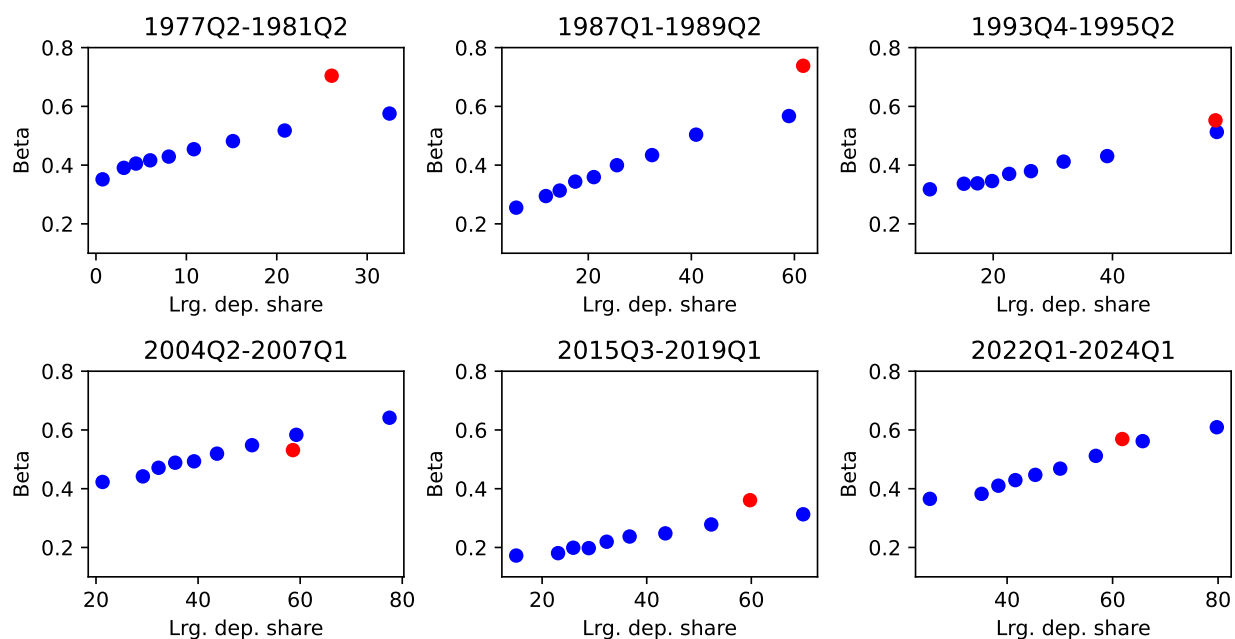 1977Q2-1981Q2
0.8
0.6
0.4
0.2
Beta
0 10 20 30
Lrg. dep. share
1987Q1-1989Q2
0.8
0.6
0.4
0.2
Beta
20 40 60
Lrg. dep. share
1993Q4-1995Q2
0.8
0.6
0.4
0.2
Beta
20 40
Lrg. dep. share
2004Q2-2007Q1
0.8
0.6
0.4
0.2
Beta
20 40 60 80
Lrg. dep. share
2015Q3-2019Q1
0.8
0.6
0.4
0.2
Beta
20 40 60
Lrg. dep. share
2022Q1-2024Q1
0.8
0.6
0.4
0.2
Beta
40 60 80
Lrg. dep. share